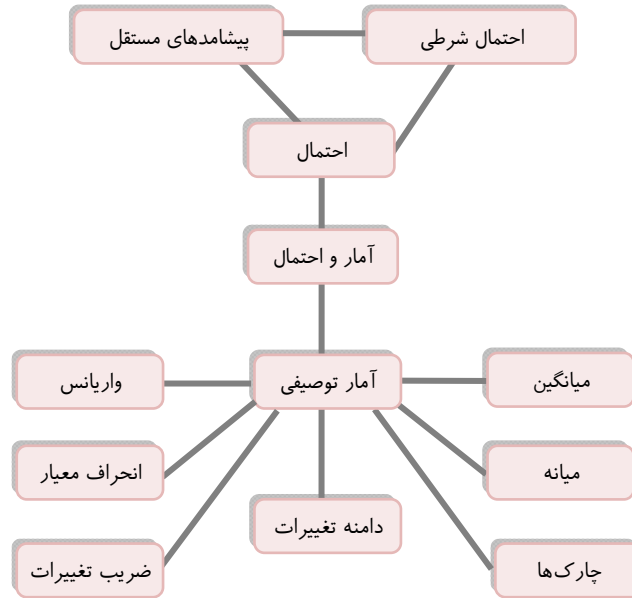 احتمال شرطی
پیشامدهای مستقل
احتمال
آمار و احتمال
آمار توصیفی
میانگین
واریانس
میانه
انحراف معیار
دامنه تغییرات
چارک‌ها
ضریب تغییرات